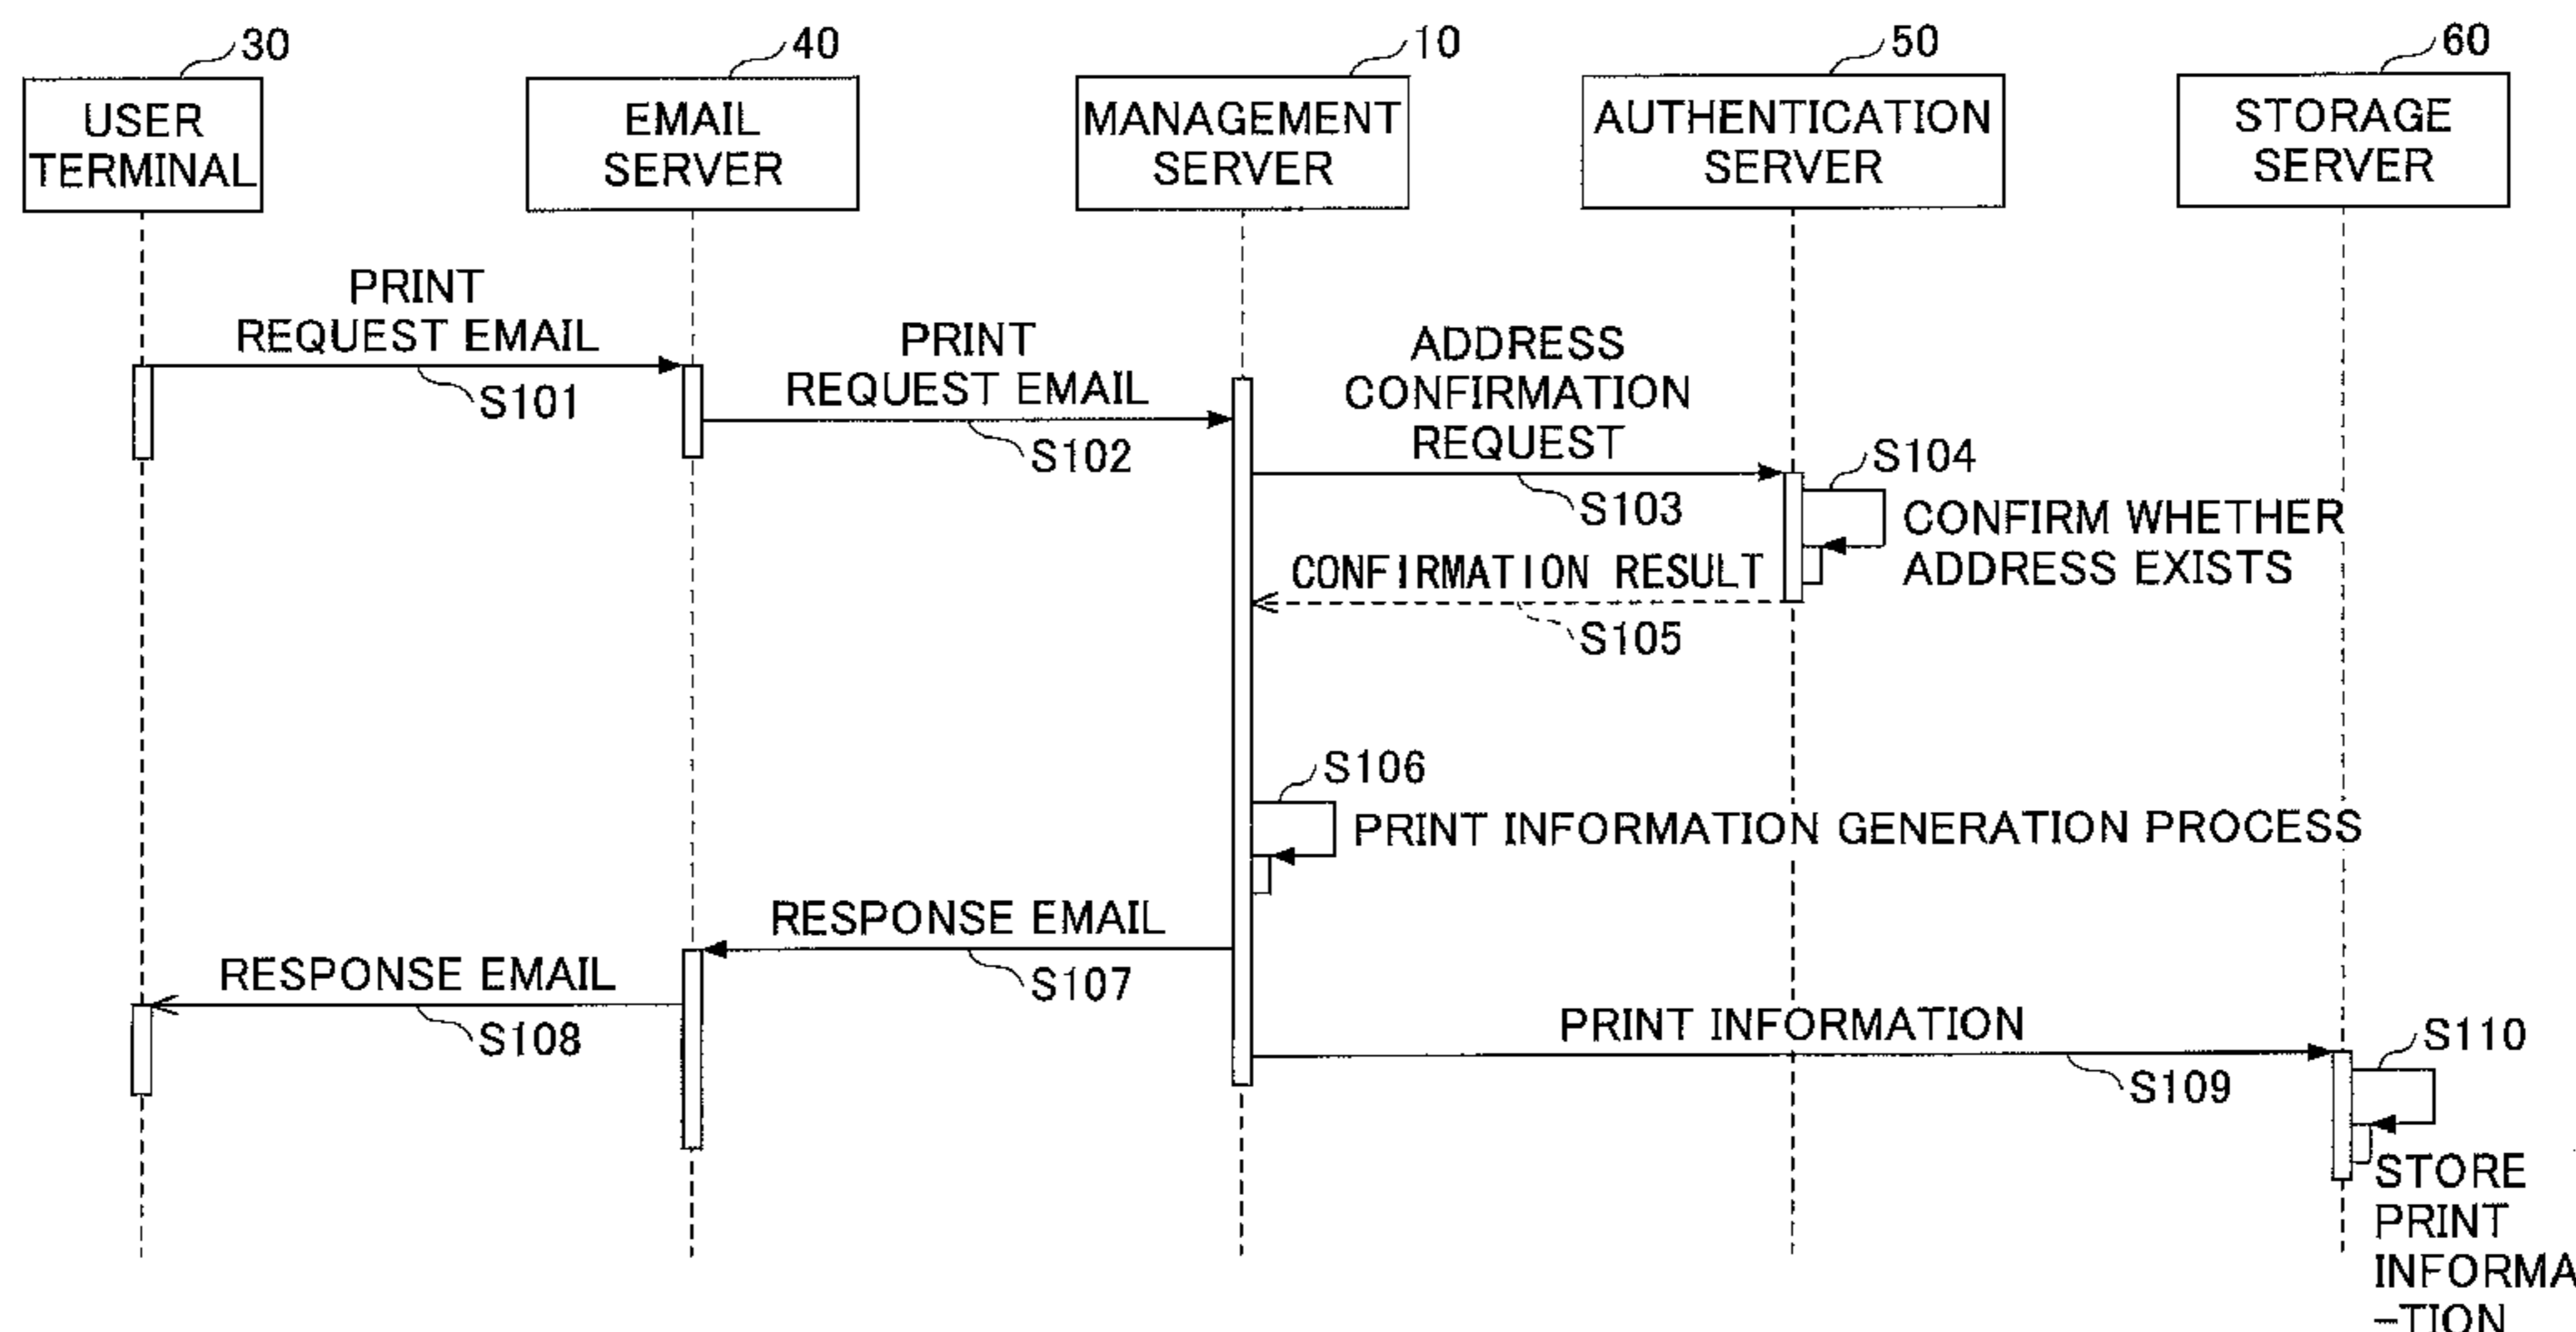 30
40
10
50
60
USER
TERMINAL
EMAIL
SERVER
MANAGEMENT
SERVER
AUTHENTICATION
SERVER
STORAGE
SERVER
PRINT
REQUEST EMAIL
S101
PRINT
REQUEST EMAIL
S102
ADDRESS
CONFIRMATION
REQUEST
S103
S104
CONFIRM WHETHER
ADDRESS EXISTS
CONFIRMATION RESULT
S105
S106
PRINT INFORMATION GENERATION PROCESS
RESPONSE EMAIL
S107
RESPONSE EMAIL
S108
PRINT INFORMATION
S109
S110
STORE
PRINT
INFORMA
-TION